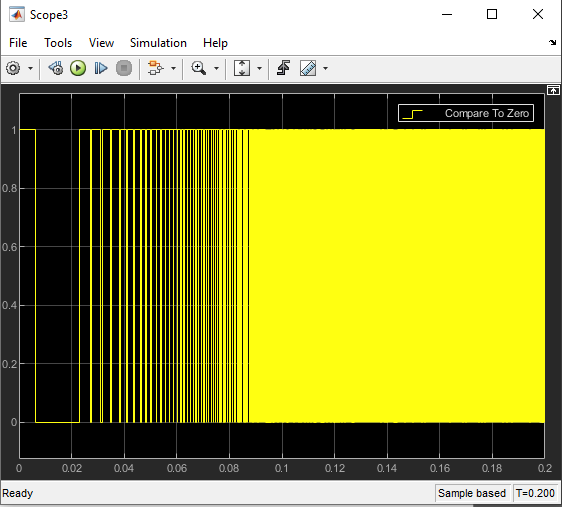 Scope3
File Tools View Simulation Help
Compare To Zero
1
0.8
0.6
0.4
0.2
0
0 0.02 0.04 0.06 0.08 0.1 0.12 0.14 0.16 0.18 0.2
Ready Sample based T=0.200